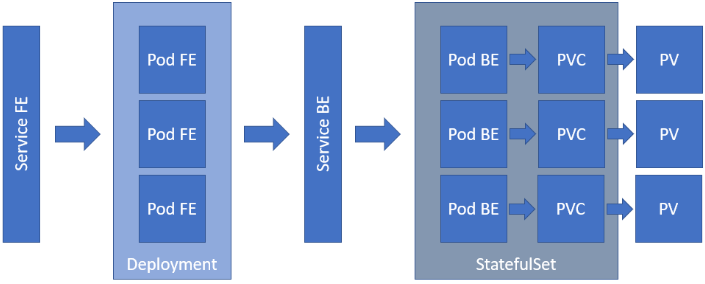 Service FE
Pod FE
Pod FE
Pod FE
Deployment
Service BE
Pod BE
PVC
PV
Pod BE
PVC
PV
Pod BE
PVC
PV
StatefulSet